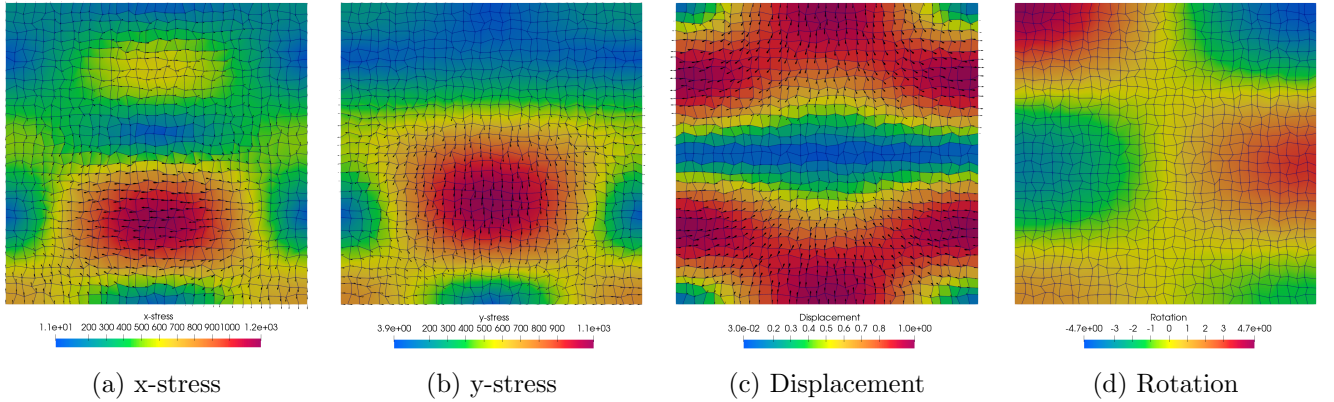 x-stress
1.1e+01 200 300 400 500 600 700 800 9001000 1.2e+03
y-stress
3.9e+00 200 300 400 500 600 700 800 900 1.1e+03
Displacement
3.0e-02 0.2 0.3 0.4 0.5 0.6 0.7 0.8 1.0e+00
Rotation
-4.7e+00 -3 -2 -1 0 1 2 3 4.7e+00
(a) x-stress
(b) y-stress
(c) Displacement
(d) Rotation